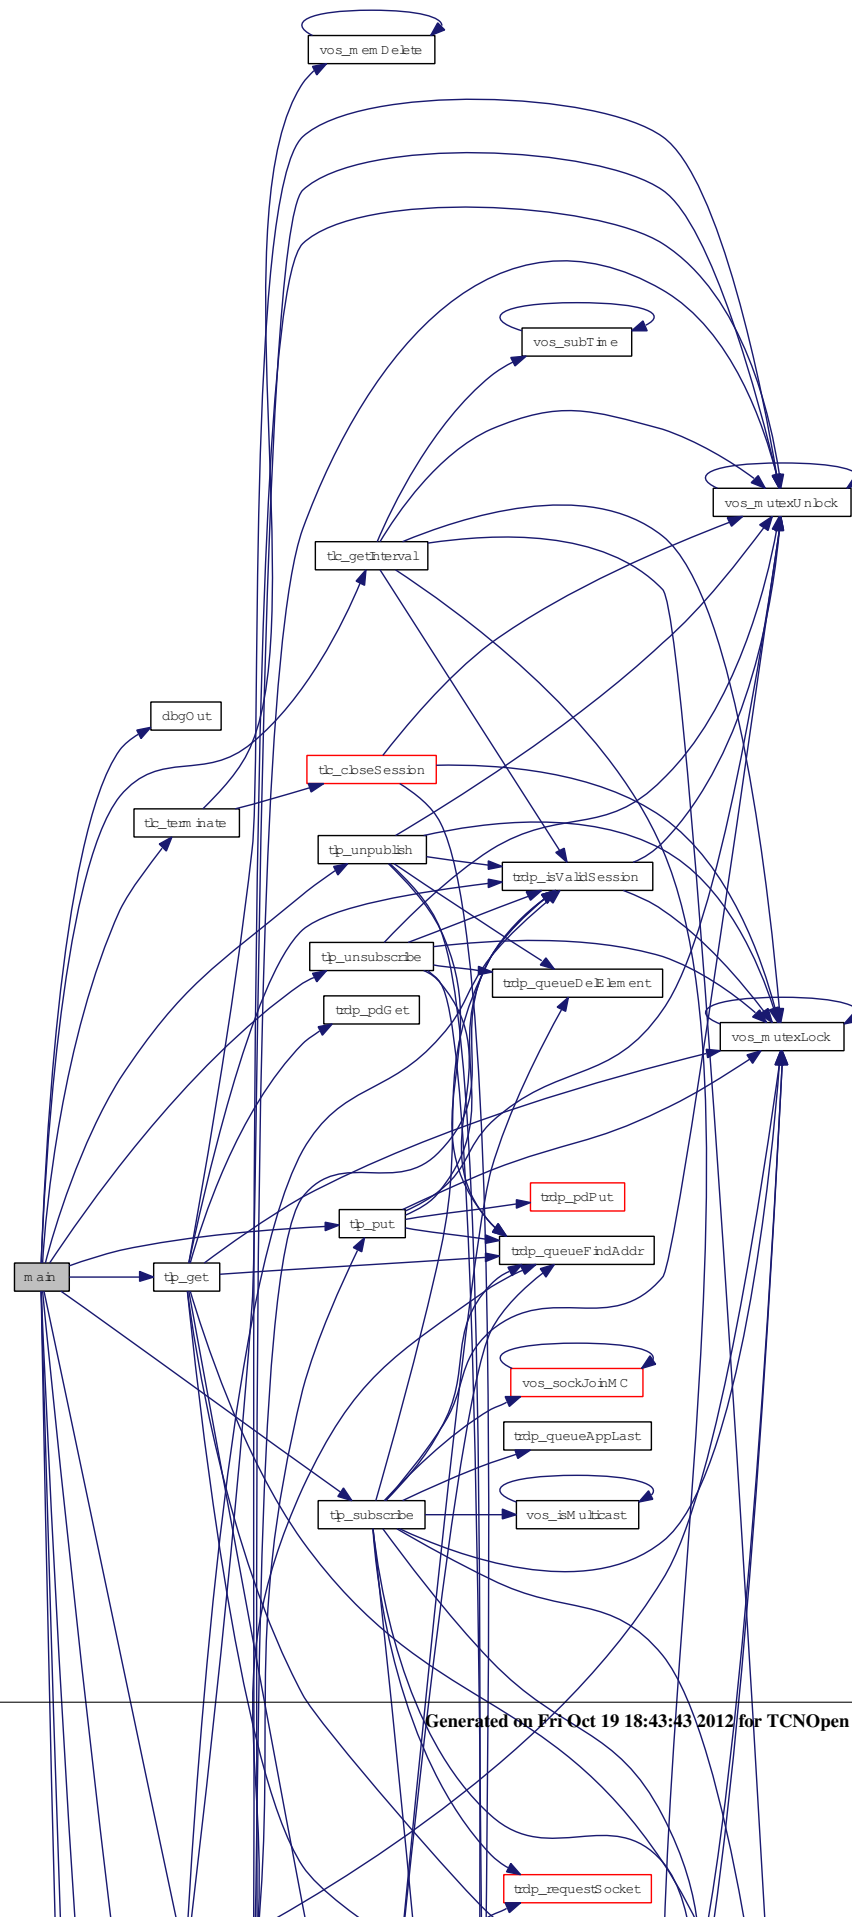 vos_memDelete
vos_subTime
vos_mutexUnlock
tlc_getInterval
dbgOut
tlc_closeSession
tlc_terminate
tlp_unpublish
trdp_isValidSession
tlp_unsubscribe
trdp_queueDelElement
trdp_pdGet
vos_mutexLock
trdp_pdPut
tlp_put
trdp_queueFindAddr
main
tlp_get
vos_sockJoinMC
trdp_queueAppLast
tlp_subscribe
vos_isMulticast
Generated on Fri Oct 19 18:43:43 2012 for TCNOpen
trdp_requestSocket